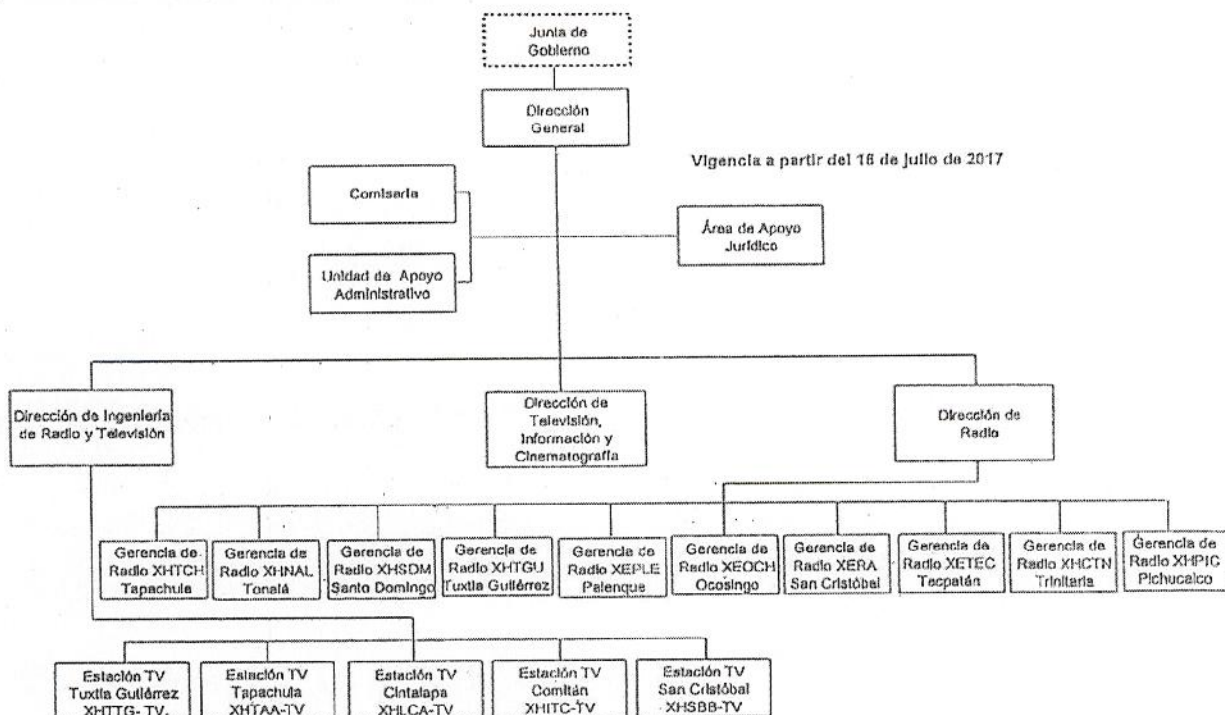 Junta de
Gobierno
Dirección
General
Vigencia a partir del 16 de julio de 2017
Comisaria
Área de Apoyo
Jurídico
Unidad de Apoyo
Administrativo
Dirección de Ingeniería
de Radio y Televisión
Dirección de
Televisión,
Información y
Cinematografía
Dirección de
Radio
Gerencia de
Radio XHTCH
Tapachula
Gerencia de
Radio XHNAL
Tonalá
Gerencia de
Radio XHSDM
Santo Domingo
Gerencia de
Radio XHTGU
Tuxtla Gutiérrez
Gerencia de
Radio XEPLE
Palenque
Gerencia de
Radio XEOCH
Ocosingo
Gerencia de
Radio XERA
San Cristóbal
Gerencia de
Radio XETEC
Tecpatán
Gerencia de
Radio XHCTN
Trinitaria
Gerencia de
Radio XHPIC
Pichucalco
Estación TV
Tuxtla Gutiérrez
XHTTG- TV.
Estación TV
Tapachula
XHTAA-TV
Estación TV
Cintalapa
XHLCA-TV
Estación TV
Comitán
XHITC-TV
Estación TV
San Cristóbal
XHSBB-TV